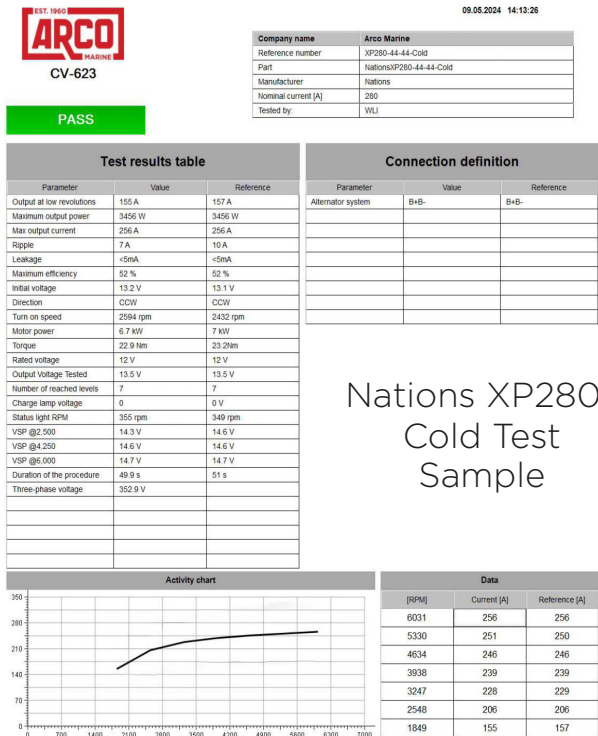 EST. 1960
ARCO
MARINE
CV-623
PASS
09.05.2024 14:13:26
Company name Arco Marine
Reference number XP280-44-44-Cold
Part NationsXP280-44-44-Cold
Manufacturer Nations
Nominal current [A] 280
Tested by: WLI
Test results table
Parameter Value Reference
Output at low revolutions 155 A 157 A
Maximum output power 3456 W 3456 W
Max output current 256 A 256 A
Ripple 7 A 10 A
Leakage <5mA <5mA
Maximum efficiency 52 % 52 %
Initial voltage 13.2 V 13.1 V
Direction CCW CCW
Turn on speed 2594 rpm 2432 rpm
Motor power 6.7 kW 7 kW
Torque 22.9 Nm 23.2Nm
Rated voltage 12 V 12 V
Output Voltage Tested 13.5 V 13.5 V
Number of reached levels 7 7
Charge lamp voltage 0 0 V
Status light RPM 355 rpm 349 rpm
VSP @2,500 14.3 V 14.6 V
VSP @4,250 14.6 V 14.6 V
VSP @6,000 14.7 V 14.7 V
Duration of the procedure 49.9 s 51 s
Three-phase voltage 352.9 V
Connection definition
Parameter Value Reference
Alternator system B+B- B+B-
Nations XP280
Cold Test
Sample
Activity chart
350
280
210
140
70
0
0 700 1400 2100 2800 3500 4200 4900 5600 6300 7000
Data
[RPM] Current [A] Reference [A]
6031 256 256
5330 251 250
4634 246 246
3938 239 239
3247 228 229
2548 206 206
1849 155 157